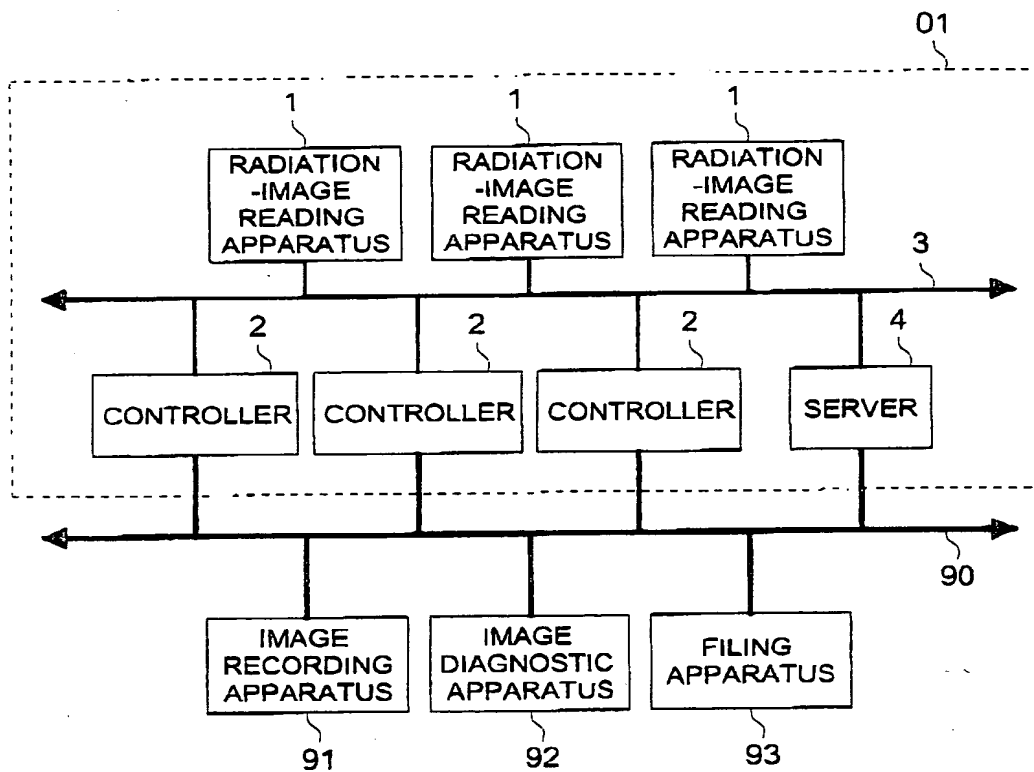 01
1
1
1
RADIATION
-IMAGE
READING
APPARATUS
RADIATION
-IMAGE
READING
APPARATUS
RADIATION
-IMAGE
READING
APPARATUS
3
2
2
2
4
CONTROLLER
CONTROLLER
CONTROLLER
SERVER
90
IMAGE
RECORDING
APPARATUS
IMAGE
DIAGNOSTIC
APPARATUS
FILING
APPARATUS
91
92
93